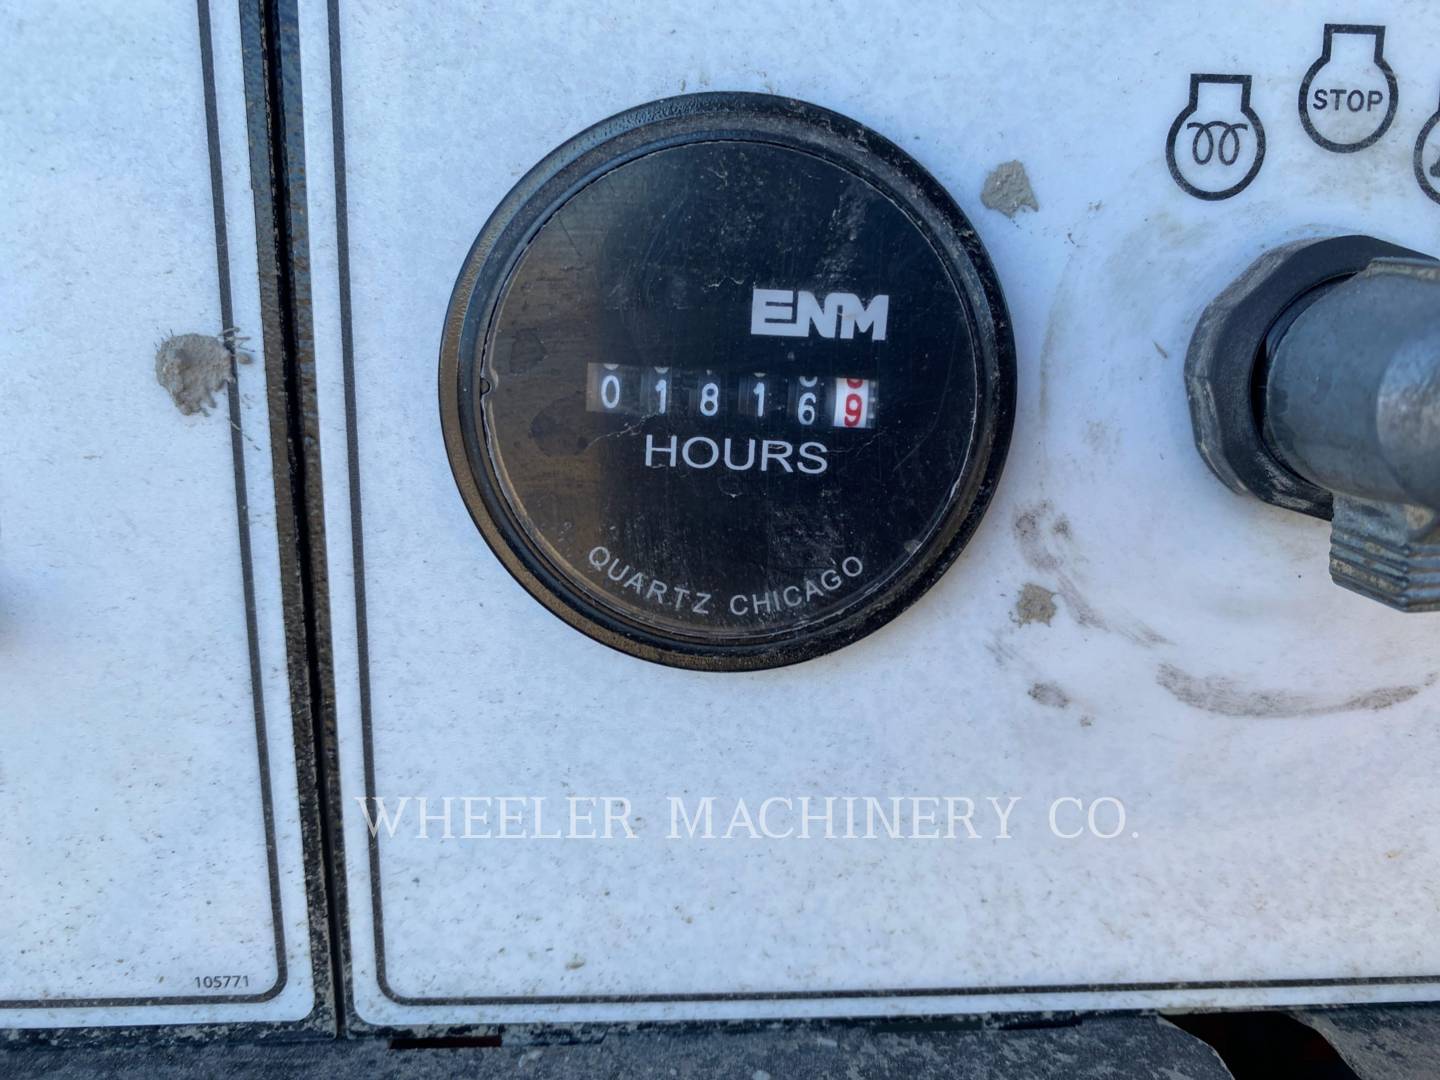 STOP
ENM
018169
HOURS
QUARTZ CHICAGO
WHEELER MACHINERY CO.
105771